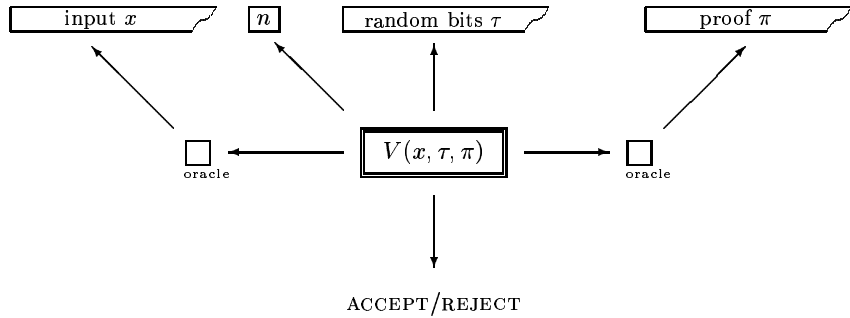 input x n random bits τ proof π
V(x, τ, π)
oracle oracle
ACCEPT/REJECT